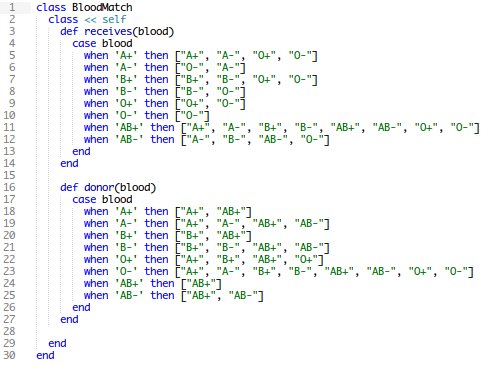 1 class BloodMatch
2   class << self
3     def receives(blood)
4       case blood
5         when 'A+' then ["A+", "A-", "O+", "O-"]
6         when 'A-' then ["O-", "A-"]
7         when 'B+' then ["B+", "B-", "O+", "O-"]
8         when 'B-' then ["B-", "O-"]
9         when 'O+' then ["O+", "O-"]
10         when 'O-' then ["O-"]
11         when 'AB+' then ["A+", "A-", "B+", "B-", "AB+", "AB-", "O+", "O-"]
12         when 'AB-' then ["A-", "B-", "AB-", "O-"]
13       end
14     end
15
16     def donor(blood)
17       case blood
18         when 'A+' then ["A+", "AB+"]
19         when 'A-' then ["A+", "A-", "AB+", "AB-"]
20         when 'B+' then ["B+", "AB+"]
21         when 'B-' then ["B+", "B-", "AB+", "AB-"]
22         when 'O+' then ["A+", "B+", "AB+", "O+"]
23         when 'O-' then ["A+", "A-", "B+", "B-", "AB+", "AB-", "O+", "O-"]
24         when 'AB+' then ["AB+"]
25         when 'AB-' then ["AB+", "AB-"]
26       end
27     end
28
29   end
30 end